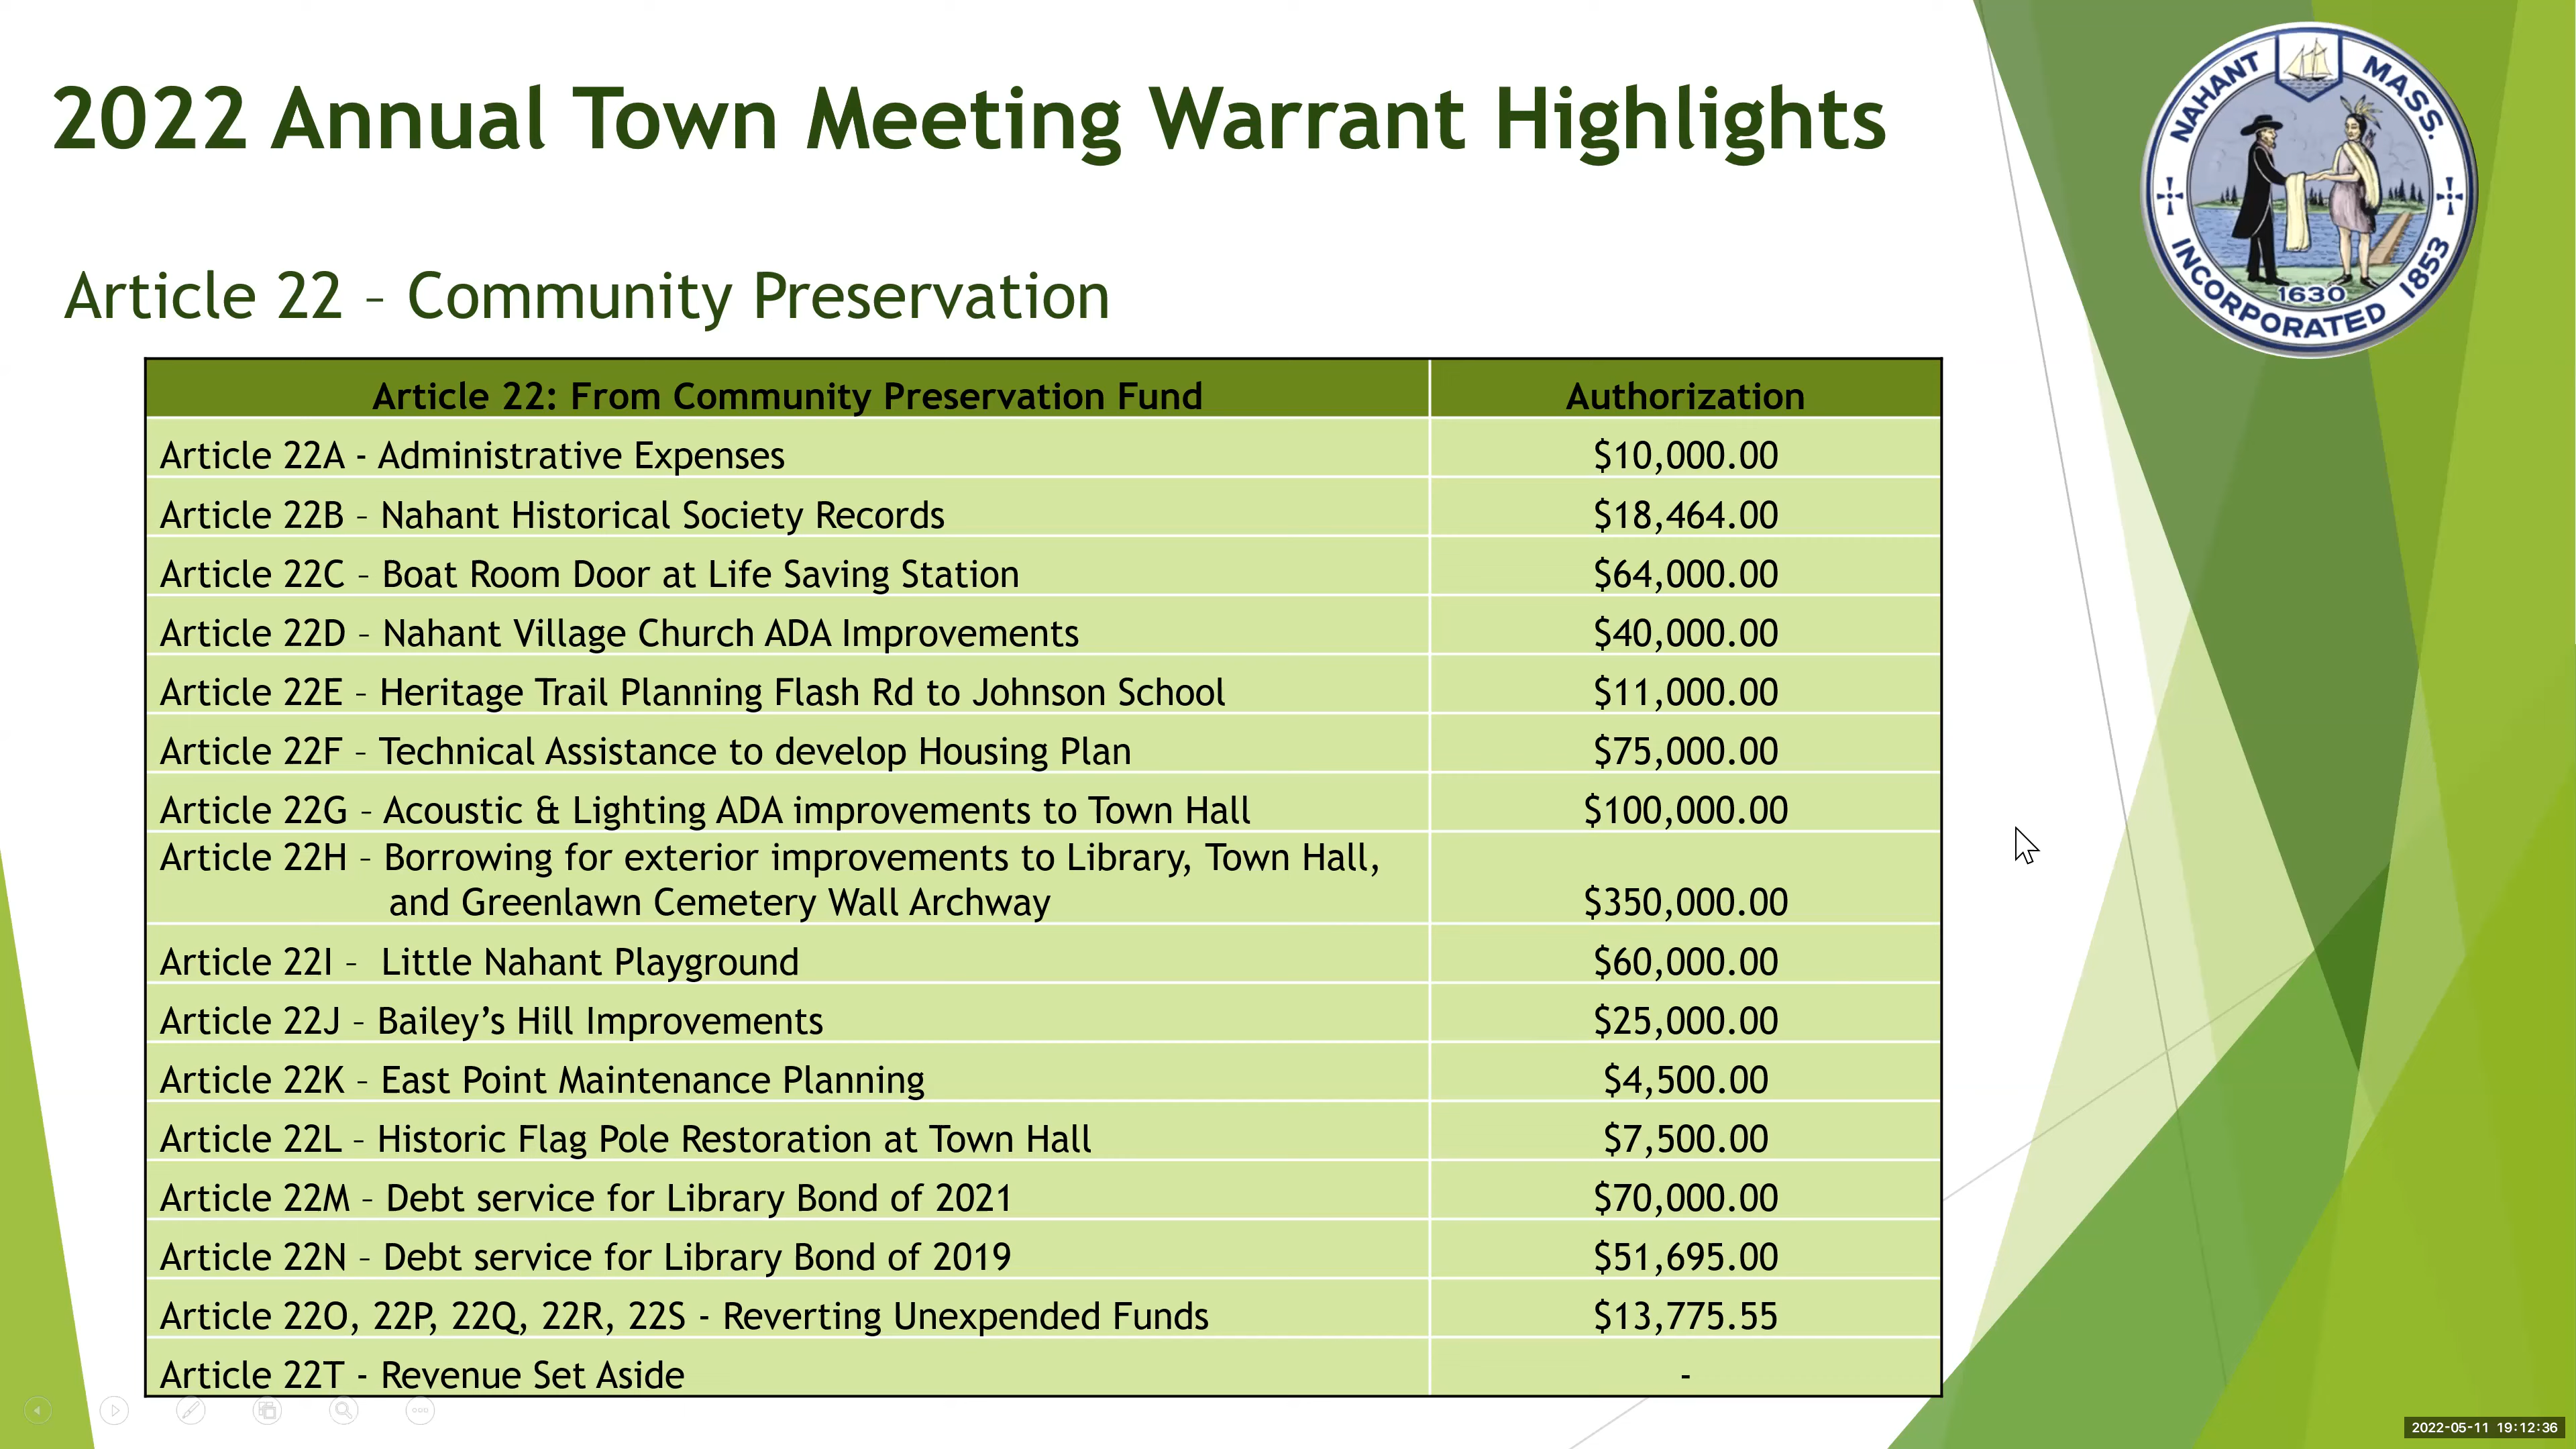 2022 Annual Town Meeting Warrant Highlights
NAHANT MASS.
1630
INCORPORATED 1853
Article 22 – Community Preservation
Article 22: From Community Preservation Fund Authorization
Article 22A - Administrative Expenses $10,000.00
Article 22B – Nahant Historical Society Records $18,464.00
Article 22C – Boat Room Door at Life Saving Station $64,000.00
Article 22D – Nahant Village Church ADA Improvements $40,000.00
Article 22E – Heritage Trail Planning Flash Rd to Johnson School $11,000.00
Article 22F – Technical Assistance to develop Housing Plan $75,000.00
Article 22G – Acoustic & Lighting ADA improvements to Town Hall $100,000.00
Article 22H – Borrowing for exterior improvements to Library, Town Hall,
and Greenlawn Cemetery Wall Archway $350,000.00
Article 22I – Little Nahant Playground $60,000.00
Article 22J – Bailey’s Hill Improvements $25,000.00
Article 22K – East Point Maintenance Planning $4,500.00
Article 22L – Historic Flag Pole Restoration at Town Hall $7,500.00
Article 22M – Debt service for Library Bond of 2021 $70,000.00
Article 22N – Debt service for Library Bond of 2019 $51,695.00
Article 22O, 22P, 22Q, 22R, 22S - Reverting Unexpended Funds $13,775.55
Article 22T - Revenue Set Aside -
2022-05-11 19:12:36